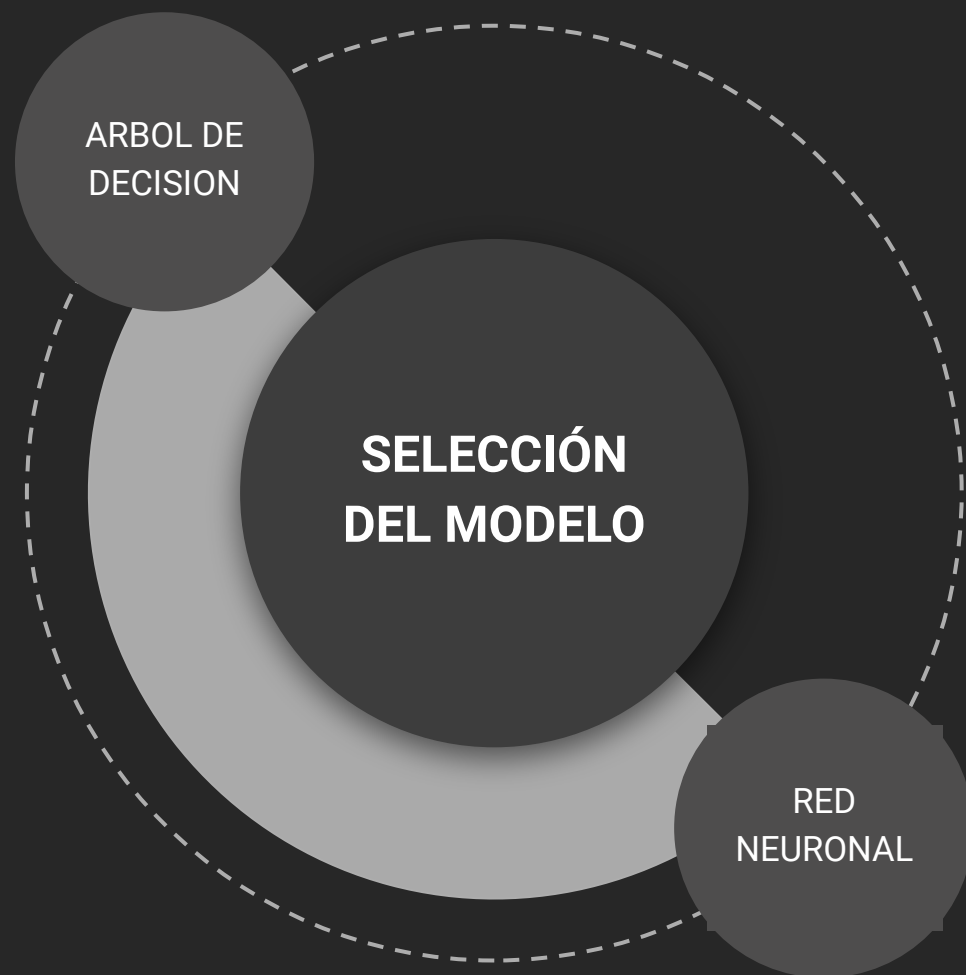 ARBOL DE
DECISION
SELECCIÓN
DEL MODELO
RED
NEURONAL